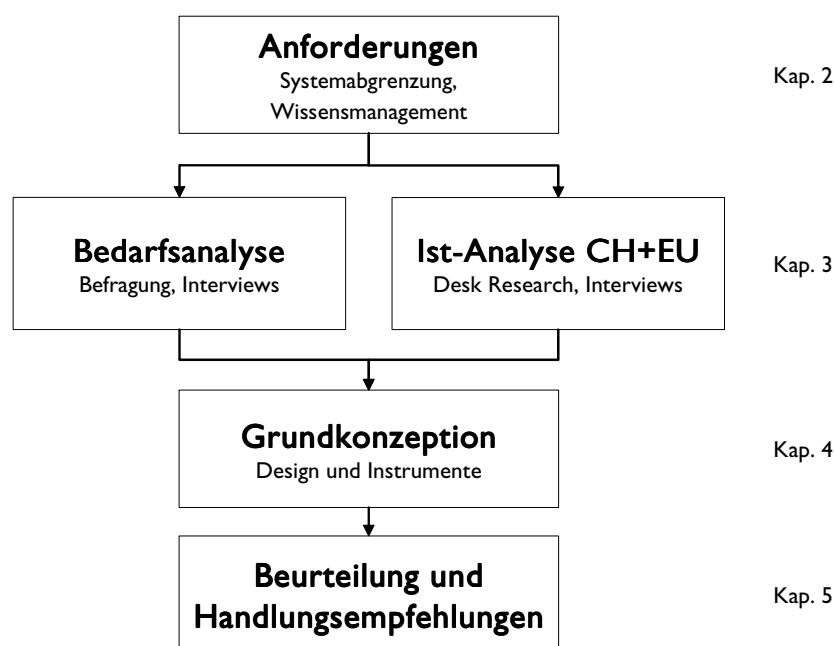 Anforderungen
Systemabgrenzung,
Wissensmanagement
Kap. 2
Bedarfsanalyse
Befragung, Interviews
Ist-Analyse CH+EU
Desk Research, Interviews
Kap. 3
Grundkonzeption
Design und Instrumente
Kap. 4
Beurteilung und
Handlungsempfehlungen
Kap. 5